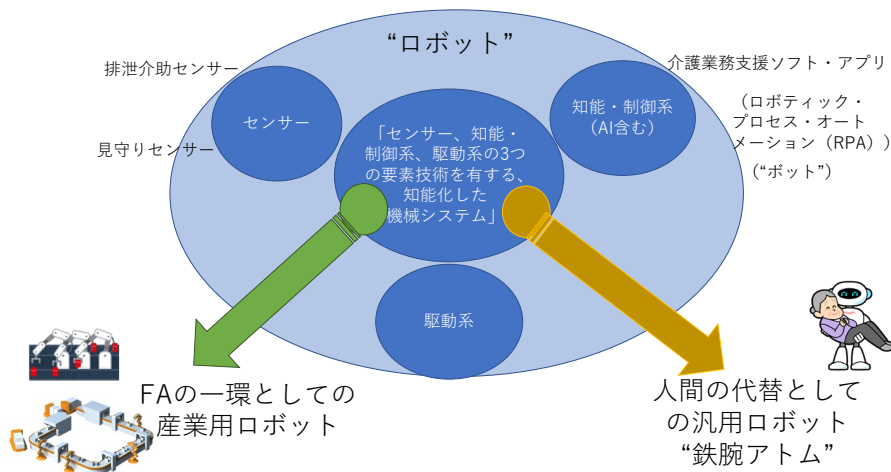 “ロボット”
排泄介助センサー
センサー
見守りセンサー
「センサー、知能・
制御系、駆動系の3つ
の要素技術を有する、
知能化した
機械システム」
知能・制御系
(AI含む)
介護業務支援ソフト・アプリ
(ロボティック・
プロセス・オート
メーション（RPA）)
(“ボット”)
駆動系
FAの一環としての
産業用ロボット
人間の代替として
の汎用ロボット
“鉄腕アトム”